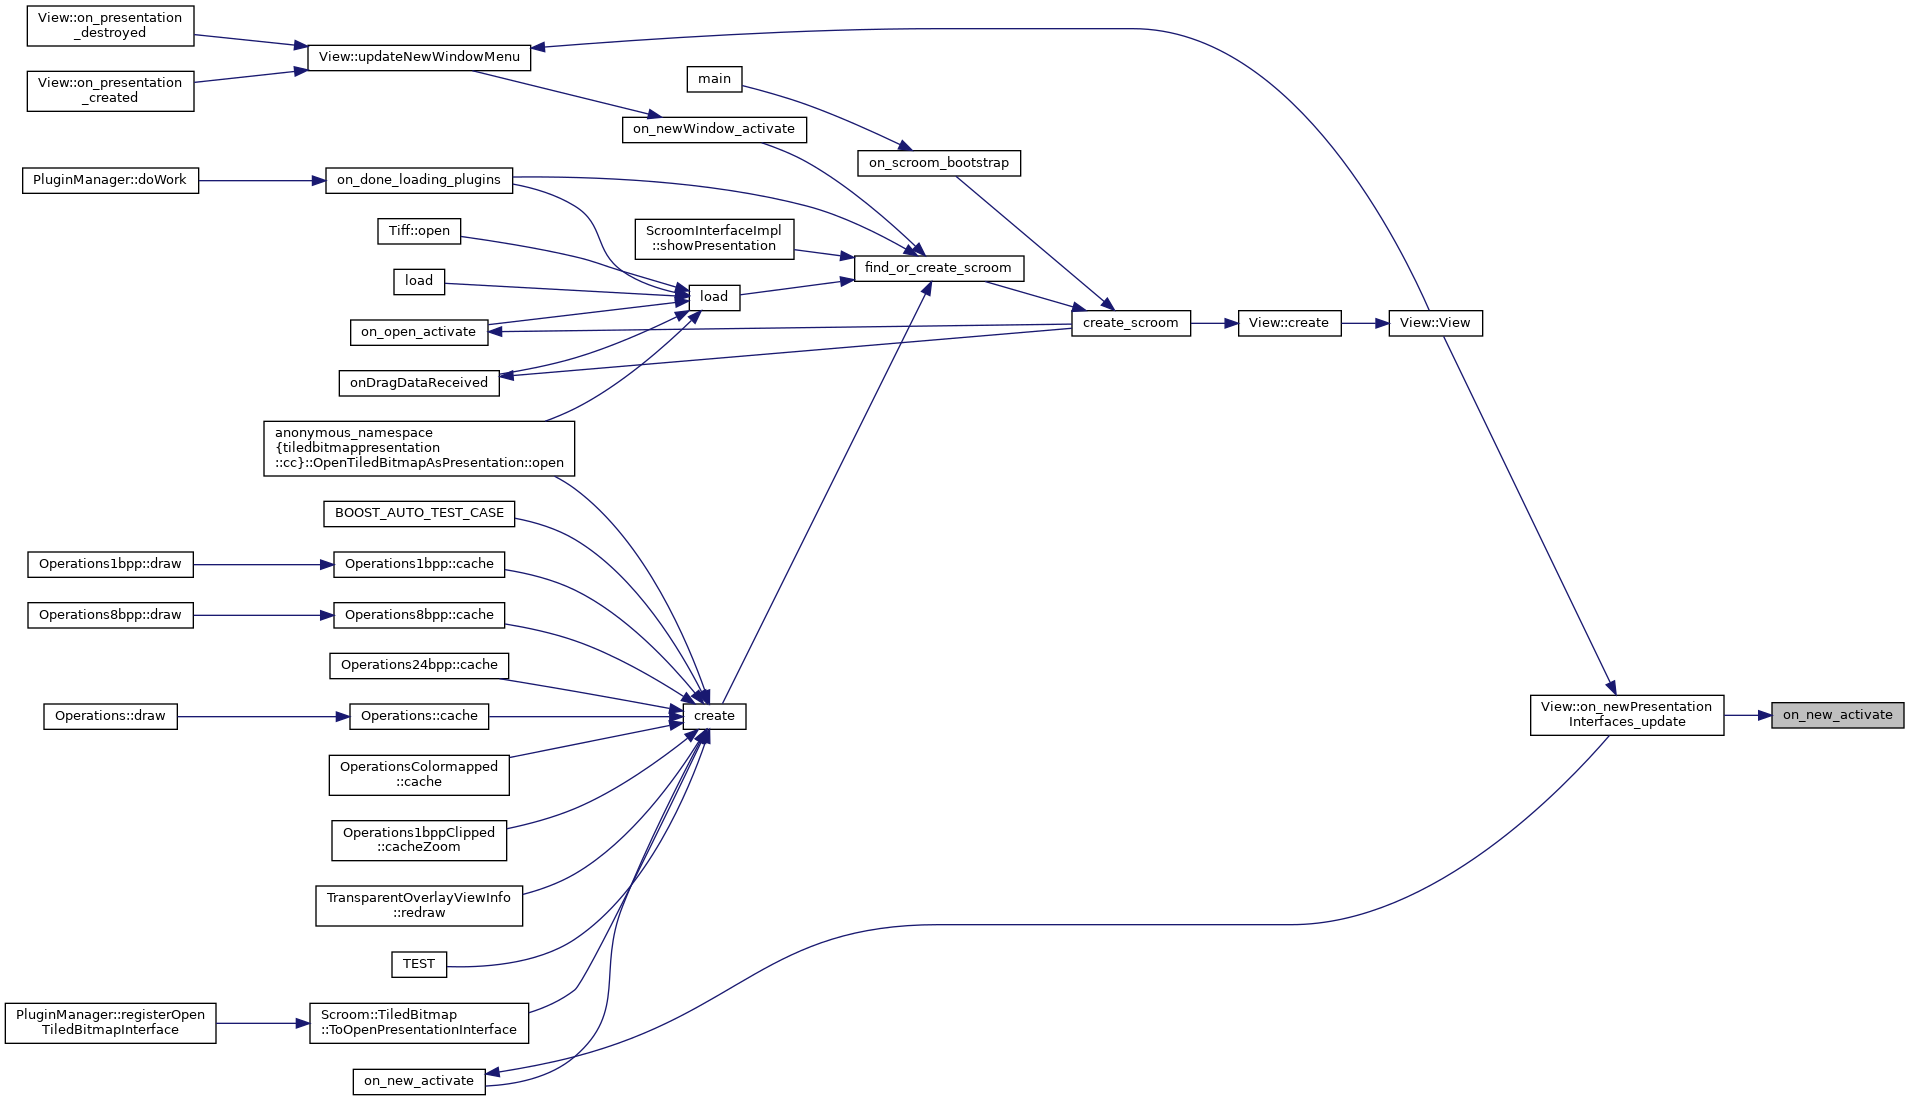 View::on_presentation
_destroyed
View::updateNewWindowMenu
View::on_presentation
_created
main
on_newWindow_activate
on_scroom_bootstrap
PluginManager::doWork
on_done_loading_plugins
Tiff::open
ScroomInterfaceImpl
::showPresentation
find_or_create_scroom
load
load
on_open_activate
create_scroom
View::create
View::View
onDragDataReceived
anonymous_namespace
{tiledbitmappresentation
::cc}::OpenTiledBitmapAsPresentation::open
BOOST_AUTO_TEST_CASE
Operations1bpp::draw
Operations1bpp::cache
Operations8bpp::draw
Operations8bpp::cache
Operations24bpp::cache
Operations::draw
Operations::cache
create
View::on_newPresentation
Interfaces_update
on_new_activate
OperationsColormapped
::cache
Operations1bppClipped
::cacheZoom
TransparentOverlayViewInfo
::redraw
TEST
PluginManager::registerOpen
TiledBitmapInterface
Scroom::TiledBitmap
::ToOpenPresentationInterface
on_new_activate